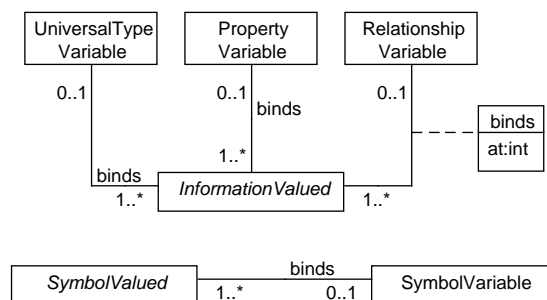 UniversalType
Variable
Property
Variable
Relationship
Variable
0..1
0..1
0..1
binds
binds
at:int
1..*
binds
1..*
InformationValued
1..*
SymbolValued
1..*
binds
0..1
SymbolVariable